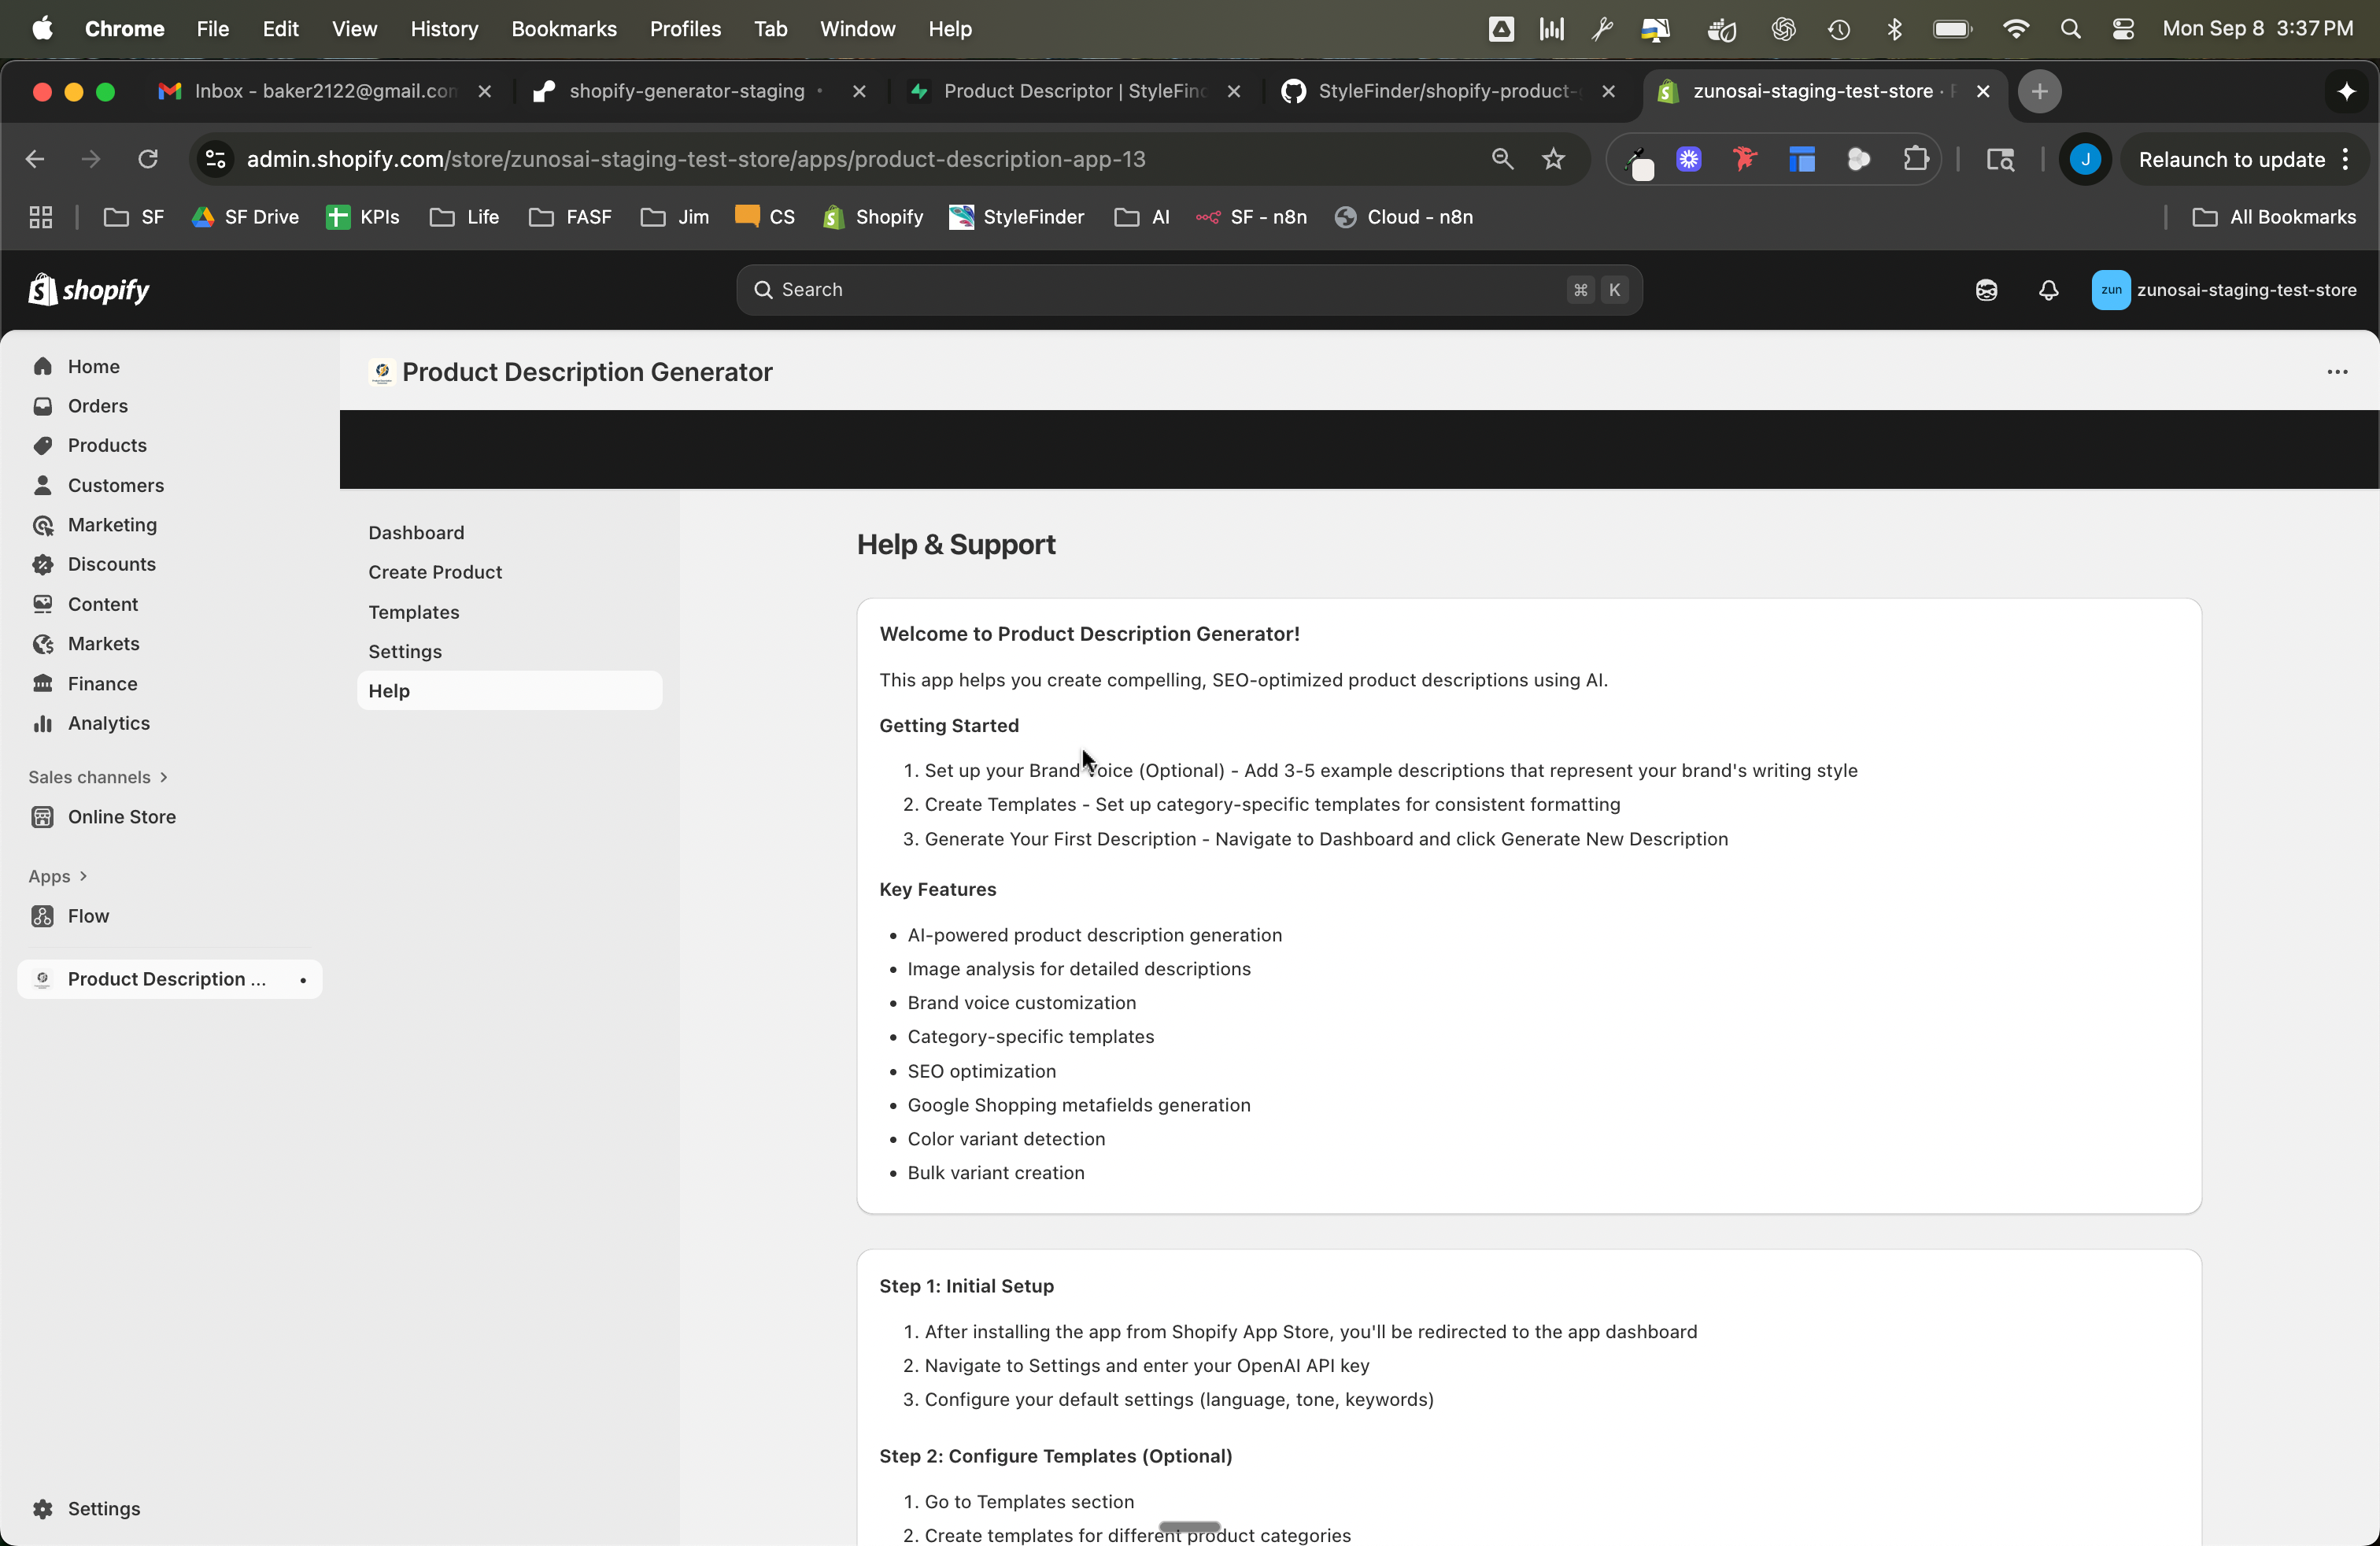 Chrome File Edit View History Bookmarks Profiles Tab Window Help Mon Sep 8 3:37 PM
Inbox - baker2122@gmail.con shopify-generator-staging Product Descriptor | StyleFin StyleFinder/shopify-product- zunosai-staging-test-store ·
admin.shopify.com/store/zunosai-staging-test-store/apps/product-description-app-13 J Relaunch to update
SF SF Drive KPIs Life FASF Jim CS Shopify StyleFinder AI SF - n8n Cloud - n8n All Bookmarks
shopify Search ⌘ K zun zunosai-staging-test-store
Home
Orders
Products
Customers
Marketing
Discounts
Content
Markets
Finance
Analytics
Sales channels >
Online Store
Apps >
Flow
Product Description ... •
Settings
Product Description Generator ...
Dashboard
Create Product
Templates
Settings
Help
Help & Support
Welcome to Product Description Generator!
This app helps you create compelling, SEO-optimized product descriptions using AI.
Getting Started
1. Set up your Brand Voice (Optional) - Add 3-5 example descriptions that represent your brand's writing style
2. Create Templates - Set up category-specific templates for consistent formatting
3. Generate Your First Description - Navigate to Dashboard and click Generate New Description
Key Features
• AI-powered product description generation
• Image analysis for detailed descriptions
• Brand voice customization
• Category-specific templates
• SEO optimization
• Google Shopping metafields generation
• Color variant detection
• Bulk variant creation
Step 1: Initial Setup
1. After installing the app from Shopify App Store, you'll be redirected to the app dashboard
2. Navigate to Settings and enter your OpenAI API key
3. Configure your default settings (language, tone, keywords)
Step 2: Configure Templates (Optional)
1. Go to Templates section
2. Create templates for different product categories